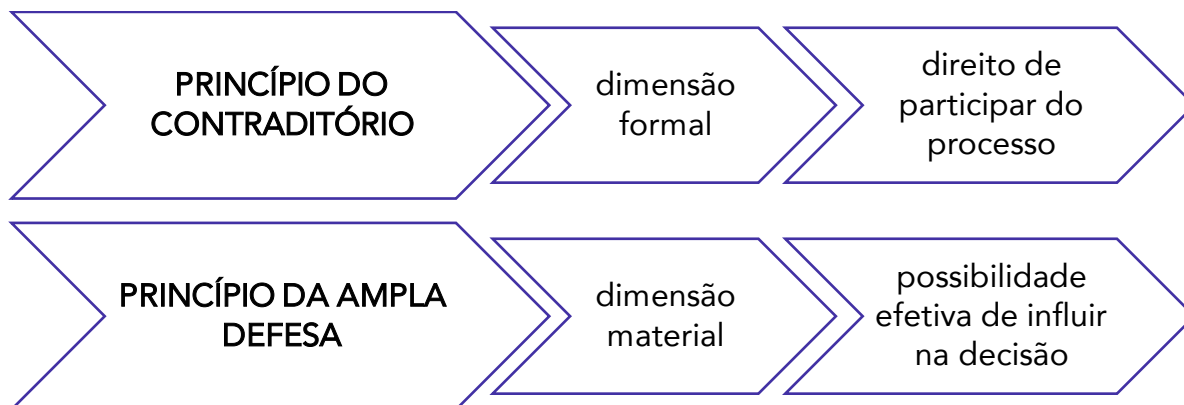 PRINCÍPIO DO
CONTRADITÓRIO
dimensão
formal
direito de
participar do
processo
PRINCÍPIO DA AMPLA
DEFESA
dimensão
material
possibilidade
efetiva de influir
na decisão